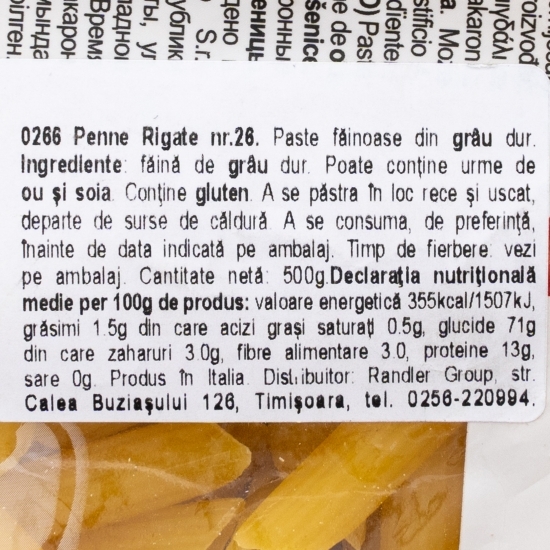 0266 Penne Rigate nr.26. Paste făinoase din grâu dur.
Ingrediente: făină de grâu dur. Poate conține urme de
ou și soia. Conține gluten. A se păstra în loc rece și uscat,
departe de surse de căldură. A se consuma, de preferință,
înainte de data indicată pe ambalaj. Timp de fierbere: vezi
pe ambalaj. Cantitate netă: 500g.Declarația nutrițională
medie per 100g de produs: valoare energetică 355kcal/1507kJ,
grăsimi 1.5g din care acizi grași saturați 0.5g, glucide 71g
din care zaharuri 3.0g, fibre alimentare 3.0, proteine 13g,
sare 0g. Produs în Italia. Distribuitor: Randler Group, str.
Calea Buziașului 126, Timișoara, tel. 0256-220994.